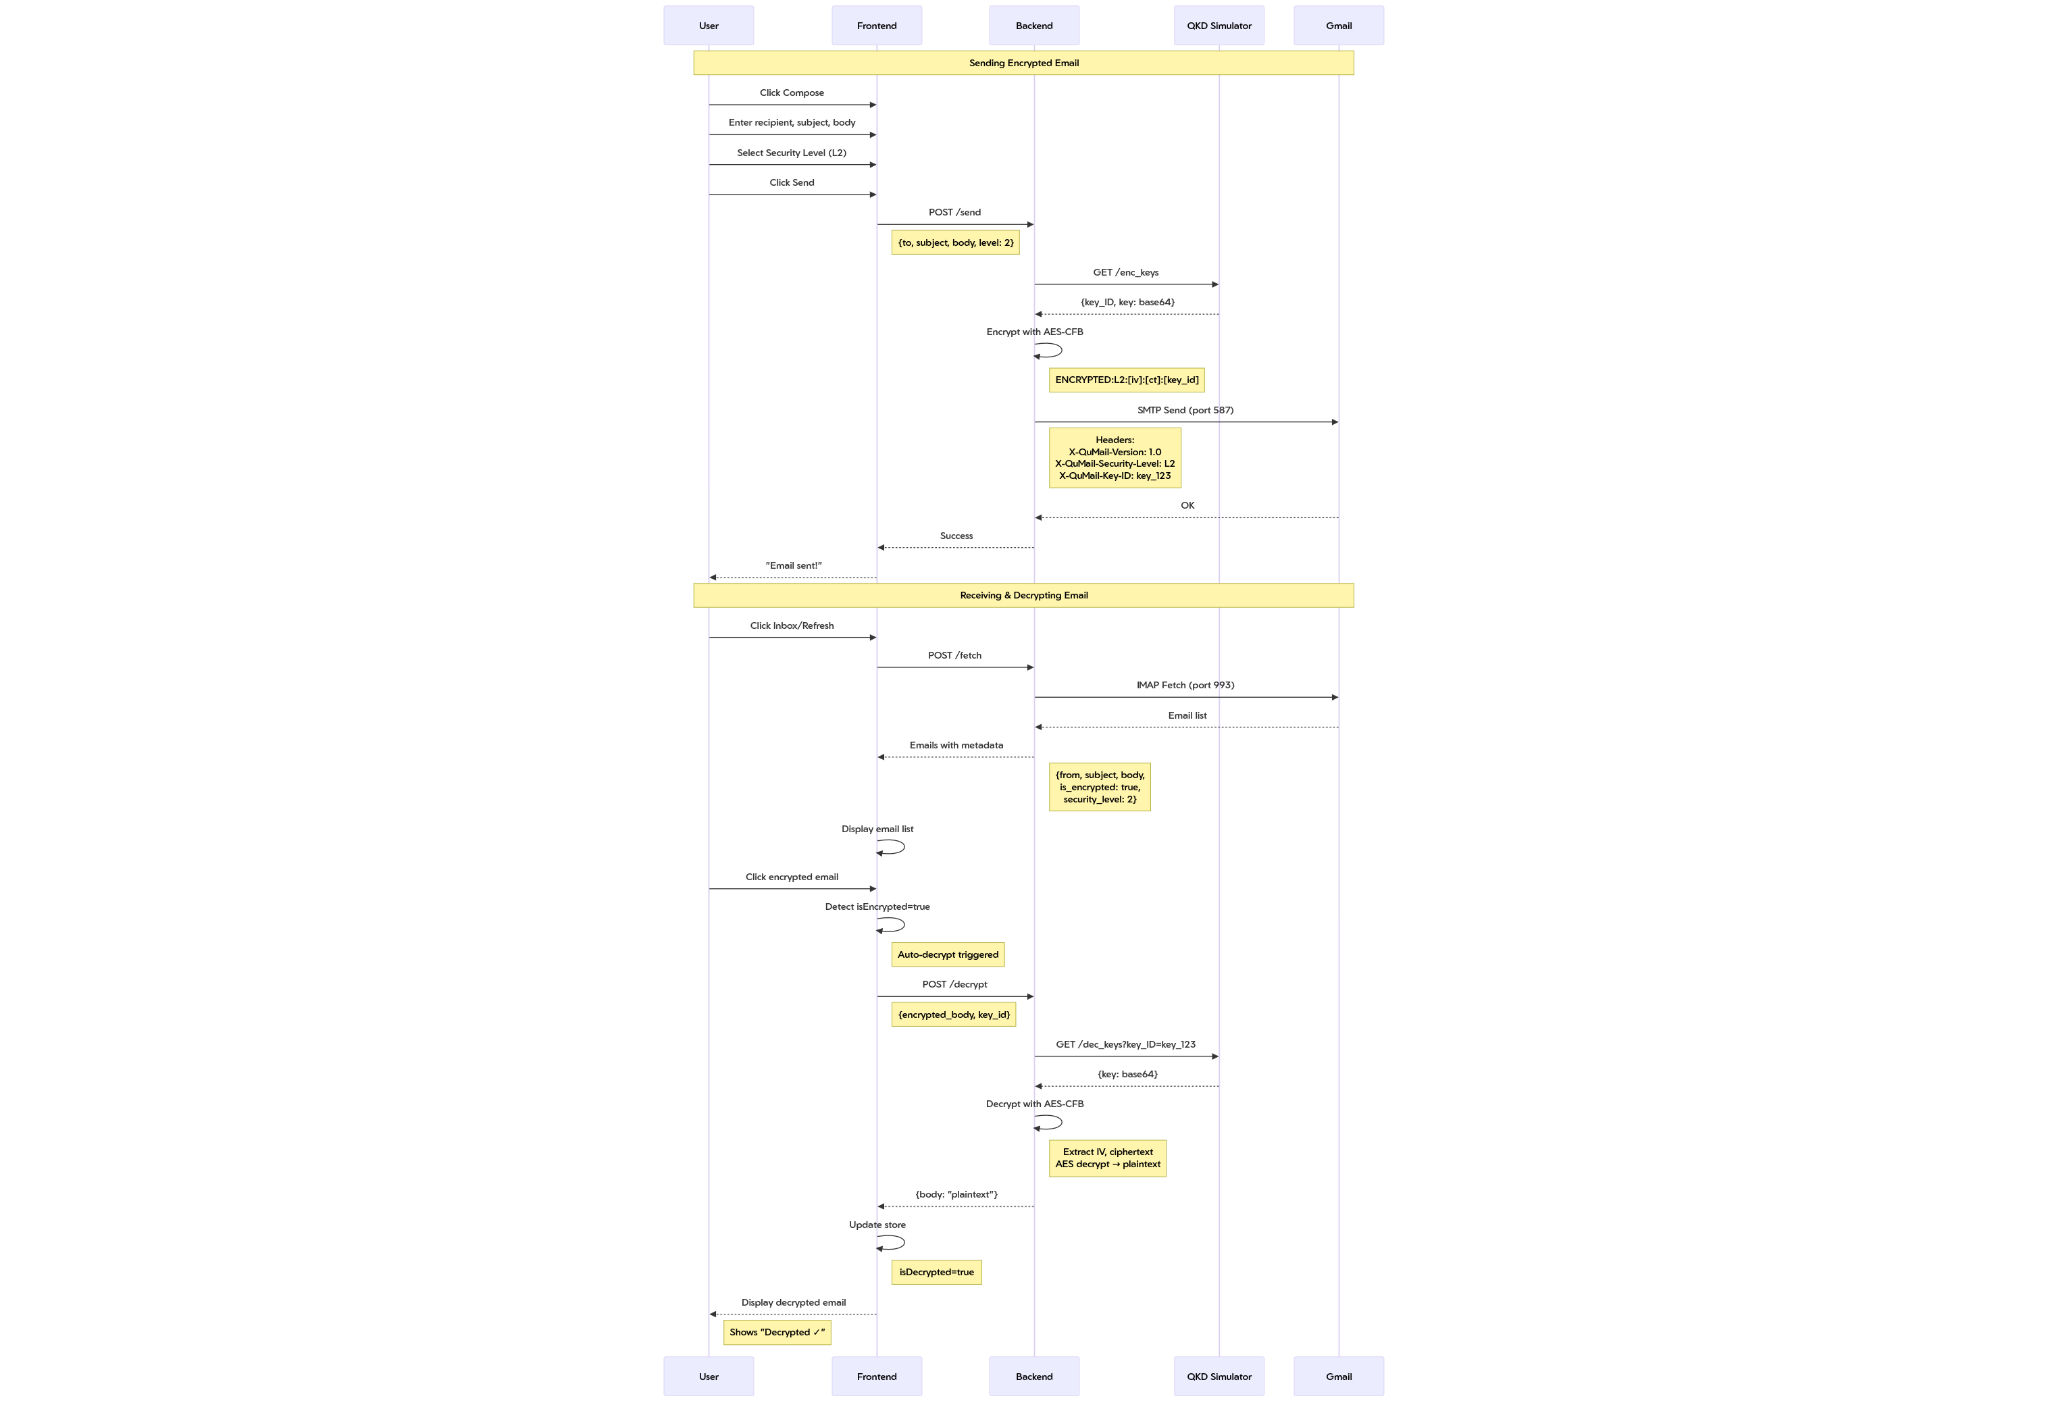 User
Frontend
Backend
QKD Simulator
Gmail
Sending Encrypted Email
Click Compose
Enter recipient, subject, body
Select Security Level (L2)
Click Send
POST /send
{to, subject, body, level: 2}
GET /enc_keys
{key_ID, key: base64}
Encrypt with AES-CFB
ENCRYPTED:L2:[iv]:[ct]:[key_id]
SMTP Send (port 587)
Headers:
X-QuMail-Version: 1.0
X-QuMail-Security-Level: L2
X-QuMail-Key-ID: key_123
OK
Success
"Email sent!"
Receiving & Decrypting Email
Click Inbox/Refresh
POST /fetch
IMAP Fetch (port 993)
Email list
Emails with metadata
{from, subject, body,
is_encrypted: true,
security_level: 2}
Display email list
Click encrypted email
Detect isEncrypted=true
Auto-decrypt triggered
POST /decrypt
{encrypted_body, key_id}
GET /dec_keys?key_ID=key_123
{key: base64}
Decrypt with AES-CFB
Extract IV, ciphertext
AES decrypt → plaintext
{body: "plaintext"}
Update store
isDecrypted=true
Display decrypted email
Shows "Decrypted ✓"
User
Frontend
Backend
QKD Simulator
Gmail